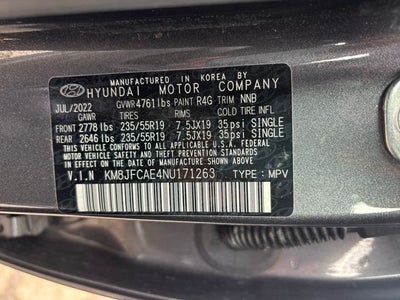 MANUFACTURED IN KOREA BY
HYUNDAI MOTOR COMPANY
JUL/2022 GVWR 4761lbs PAINT R4G TRIM NNB
GAWR TIRES RIMS COLD TIRE INFL
FRONT 2778 lbs 235/55R19 7.5JX19 35psi SINGLE
REAR 2646 lbs 235/55R19 7.5JX19 35psi SINGLE
THIS VEHICLE CONFORMS TO ALL APPLICABLE
U.S. FEDERAL MOTOR VEHICLE SAFETY AND
THEFT PREVENTION STANDARDS IN EFFECT ON
THE DATE OF MANUFACTURE SHOWN ABOVE.
V.I.N KM8JFCAE4NU171263 TYPE : MPV